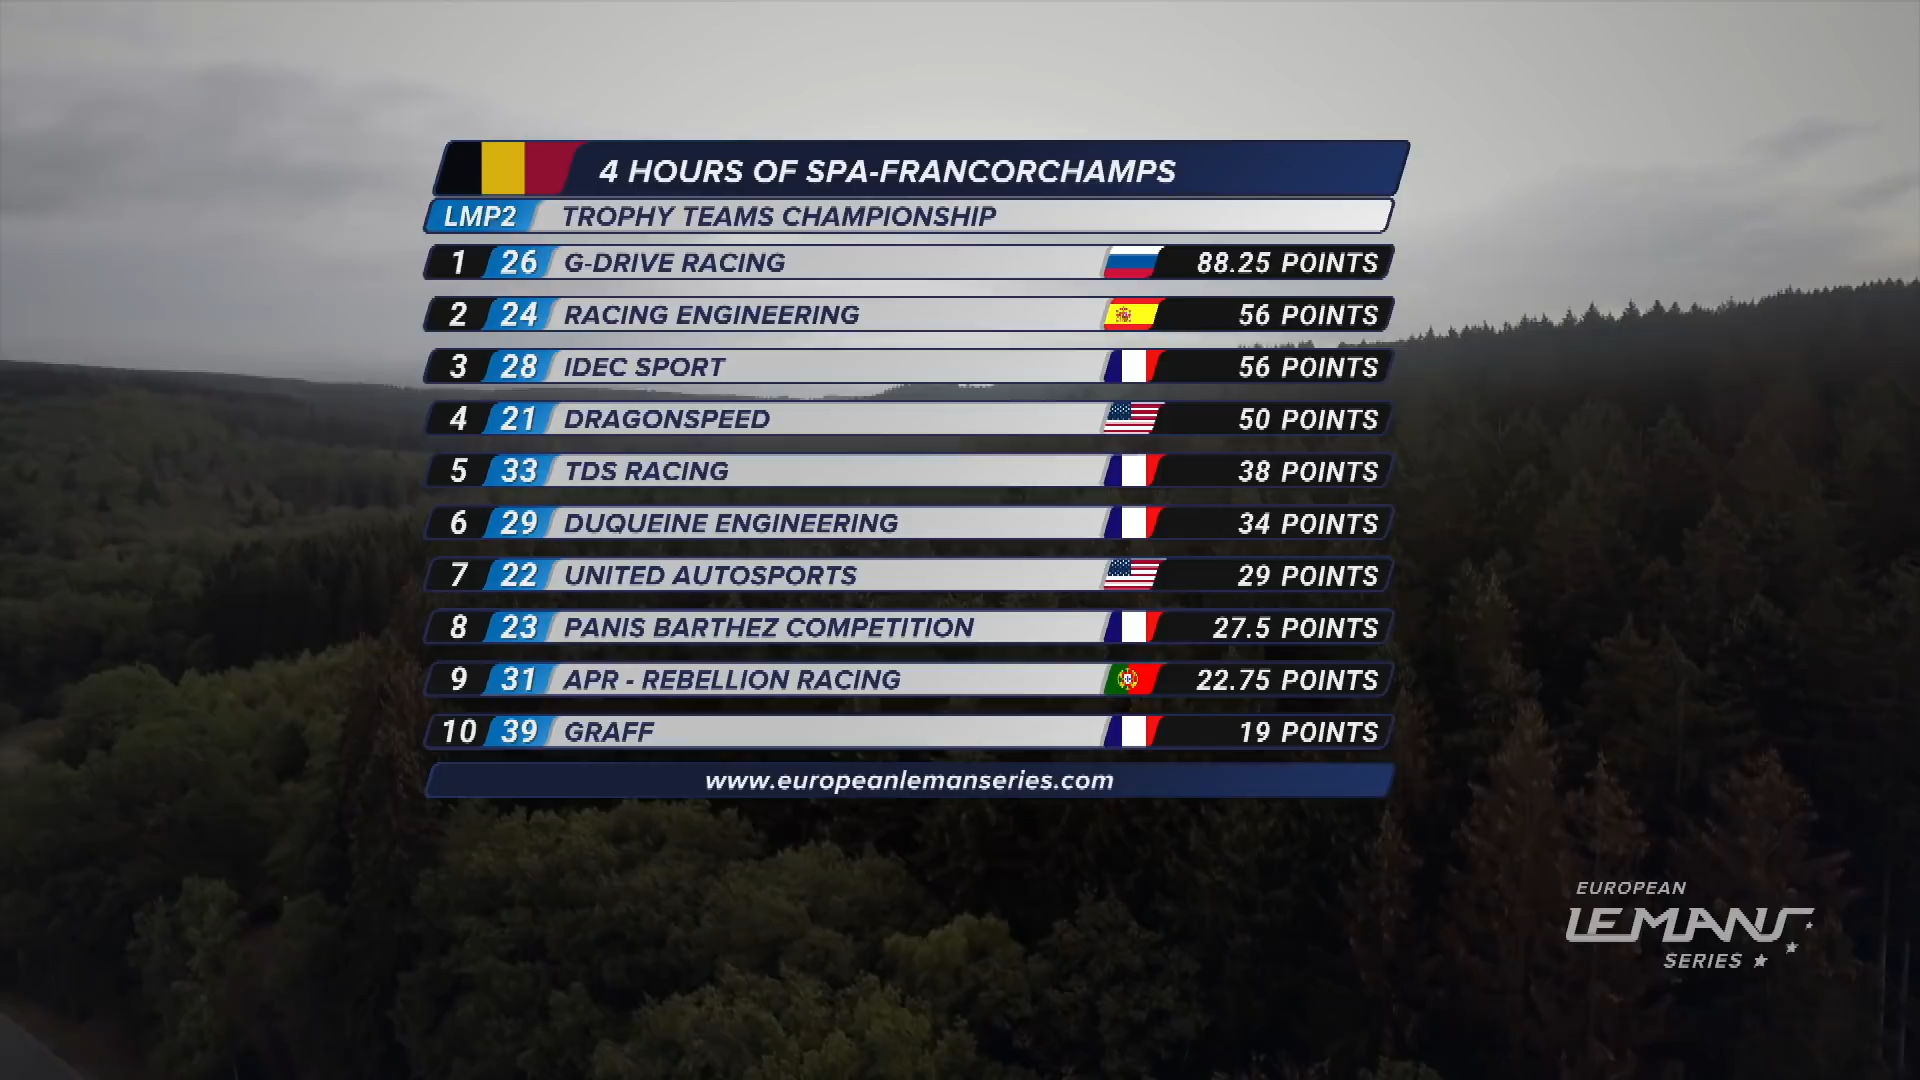 4 HOURS OF SPA-FRANCORCHAMPS
LMP2 TROPHY TEAMS CHAMPIONSHIP
1 26 G-DRIVE RACING 88.25 POINTS
2 24 RACING ENGINEERING 56 POINTS
3 28 IDEC SPORT 56 POINTS
4 21 DRAGONSPEED 50 POINTS
5 33 TDS RACING 38 POINTS
6 29 DUQUEINE ENGINEERING 34 POINTS
7 22 UNITED AUTOSPORTS 29 POINTS
8 23 PANIS BARTHEZ COMPETITION 27.5 POINTS
9 31 APR - REBELLION RACING 22.75 POINTS
10 39 GRAFF 19 POINTS
www.europeanlemanseries.com
EUROPEAN
LE MANS
SERIES